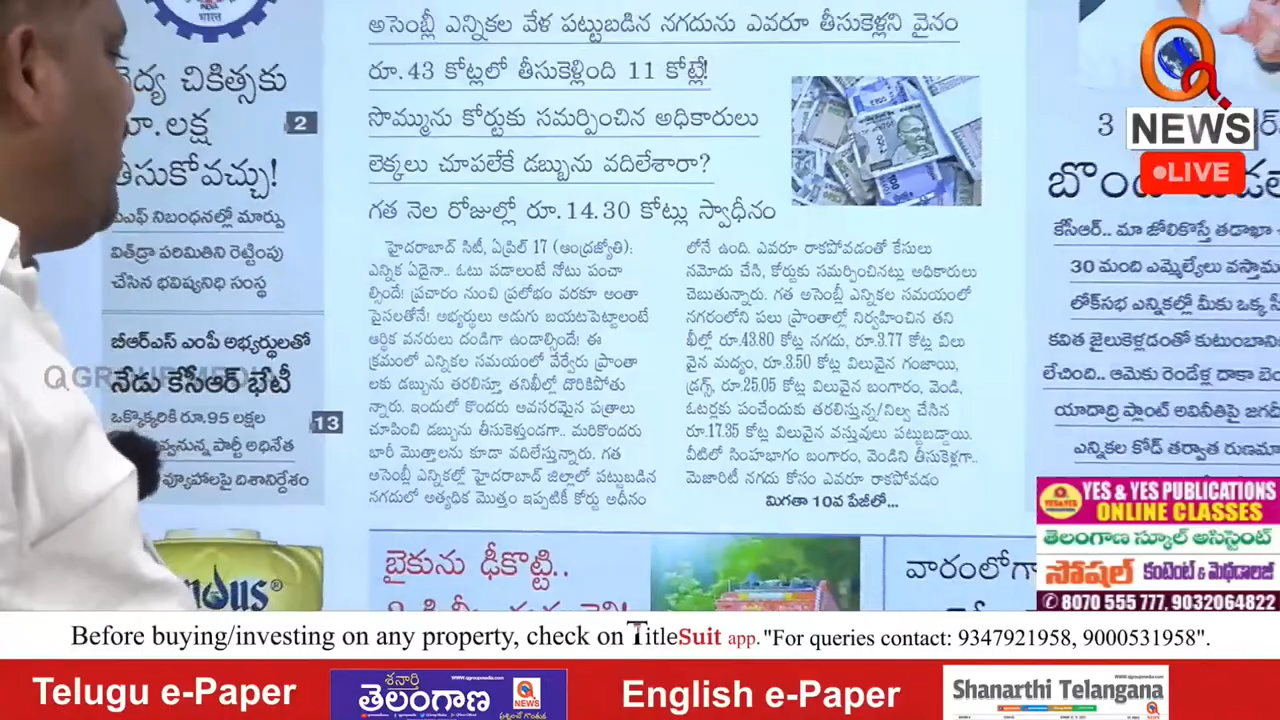 భారత్
వైద్య చికిత్సకు
రూ.లక్ష
తీసుకోవచ్చు!
2
నిబంధనల్లో మార్పు
విత్‌డ్రా పరిమితిని రెట్టింపు
చేసిన భవిష్యనిధి సంస్థ
బీఆర్ఎస్ ఎంపీ అభ్యర్థులతో
నేడు కేసీఆర్ భేటీ
ఒక్కొక్కరికి రూ.95 లక్షల
పార్టీ అధినేత
వ్యూహాలపై దిశానిర్దేశం
13
అసెంబ్లీ ఎన్నికల వేళ పట్టుబడిన నగదును ఎవరూ తీసుకెళ్లని వైనం
రూ.43 కోట్లలో తీసుకెళ్లింది 11 కోట్లే!
సొమ్మును కోర్టుకు సమర్పించిన అధికారులు
లెక్కలు చూపలేకే డబ్బును వదిలేశారా?
గత నెల రోజుల్లో రూ.14.30 కోట్లు స్వాధీనం
హైదరాబాద్ సిటీ, ఏప్రిల్ 17 (ఆంధ్రజ్యోతి):
ఎన్నిక ఏదైనా.. ఓటు పడాలంటే నోటు పంచా
ల్సిందే! ప్రచారం నుంచి ప్రలోభం వరకూ అంతా
పైసలతోనే! అభ్యర్థులు అడుగు బయటపెట్టాలంటే
ఆర్థిక వనరులు దండిగా ఉండాల్సిందే! ఈ
క్రమంలో ఎన్నికల సమయంలో వేర్వేరు ప్రాంతా
లకు డబ్బును తరలిస్తూ తనిఖీల్లో దొరికిపోతు
న్నారు. ఇందులో కొందరు అవసరమైన పత్రాలు
చూపించి డబ్బును తీసుకెళ్తుండగా.. మరికొందరు
భారీ మొత్తాలను కూడా వదిలేస్తున్నారు. గత
అసెంబ్లీ ఎన్నికల్లో హైదరాబాద్ జిల్లాలో పట్టుబడిన
నగదులో అత్యధిక మొత్తం ఇప్పటికీ కోర్టు అధీనం
లోనే ఉంది. ఎవరూ రాకపోవడంతో కేసులు
నమోదు చేసి, కోర్టుకు సమర్పించినట్లు అధికారులు
చెబుతున్నారు. గత అసెంబ్లీ ఎన్నికల సమయంలో
నగరంలోని పలు ప్రాంతాల్లో నిర్వహించిన తని
ఖీల్లో రూ.43.80 కోట్ల నగదు, రూ.3.77 కోట్ల విలు
వైన మద్యం, రూ.3.50 కోట్ల విలువైన గంజాయి,
డ్రగ్స్, రూ.25.05 కోట్ల విలువైన బంగారం, వెండి,
ఓటర్లకు పంచేందుకు తరలిస్తున్న/నిల్వ చేసిన
రూ.17.35 కోట్ల విలువైన వస్తువులు పట్టుబడ్డాయి.
వీటిలో సింహభాగం బంగారం, వెండిని తీసుకెళ్లగా..
మెజారిటీ నగదు కోసం ఎవరూ రాకపోవడం
మిగతా 10వ పేజీలో...
బైకును ఢీకొట్టి..
వారంలోగా
3
Q NEWS
LIVE
కేసీఆర్.. మా జోలికొస్తే తడాఖా
30 మంది ఎమ్మెల్యేలు వస్తామ
లోక్‌సభ ఎన్నికల్లో మీకు ఒక్క
కవిత జైలుకెళ్లడంతో కుటుంబాని
లేచింది.. ఆమెకు రెండేళ్ల దాకా
యాదాద్రి ప్లాంట్ అవినీతిపై జగదీ
ఎన్నికల కోడ్ తర్వాత రుణమా
YES & YES PUBLICATIONS
ONLINE CLASSES
తెలంగాణ స్కూల్ అసిస్టెంట్
సోషల్ కంటెంట్ & మెథడాలజీ
8070 555 777, 9032064822
Before buying/investing on any property, check on TitleSuit app. "For queries contact: 9347921958, 9000531958".
Telugu e-Paper
శనార్తి
తెలంగాణ
Q NEWS
English e-Paper
Shanarthi Telangana